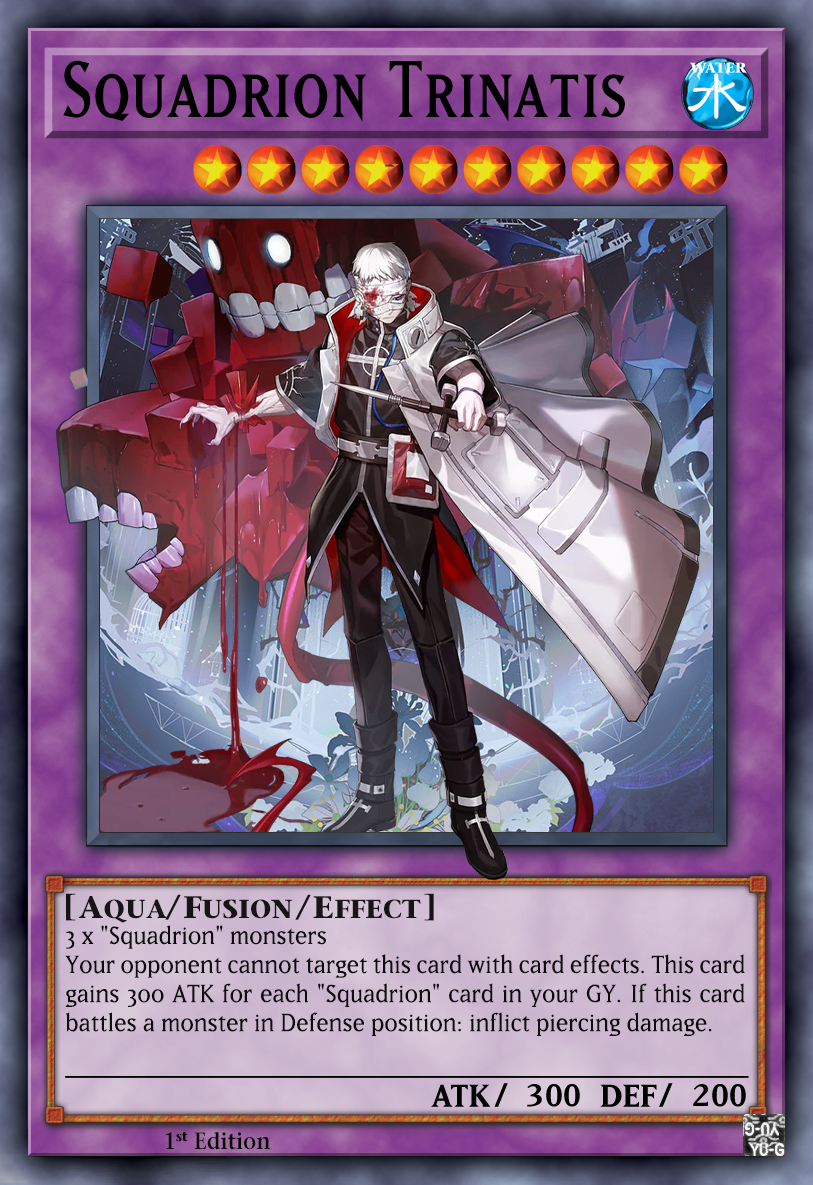 Squadrion Trinatis
WATER
水
[Aqua/Fusion/Effect]
3 x "Squadrion" monsters
Your opponent cannot target this card with card effects. This card
gains 300 ATK for each "Squadrion" card in your GY. If this card
battles a monster in Defense position: inflict piercing damage.
ATK/ 300 DEF/ 200
1st Edition
YU-G
YU-G